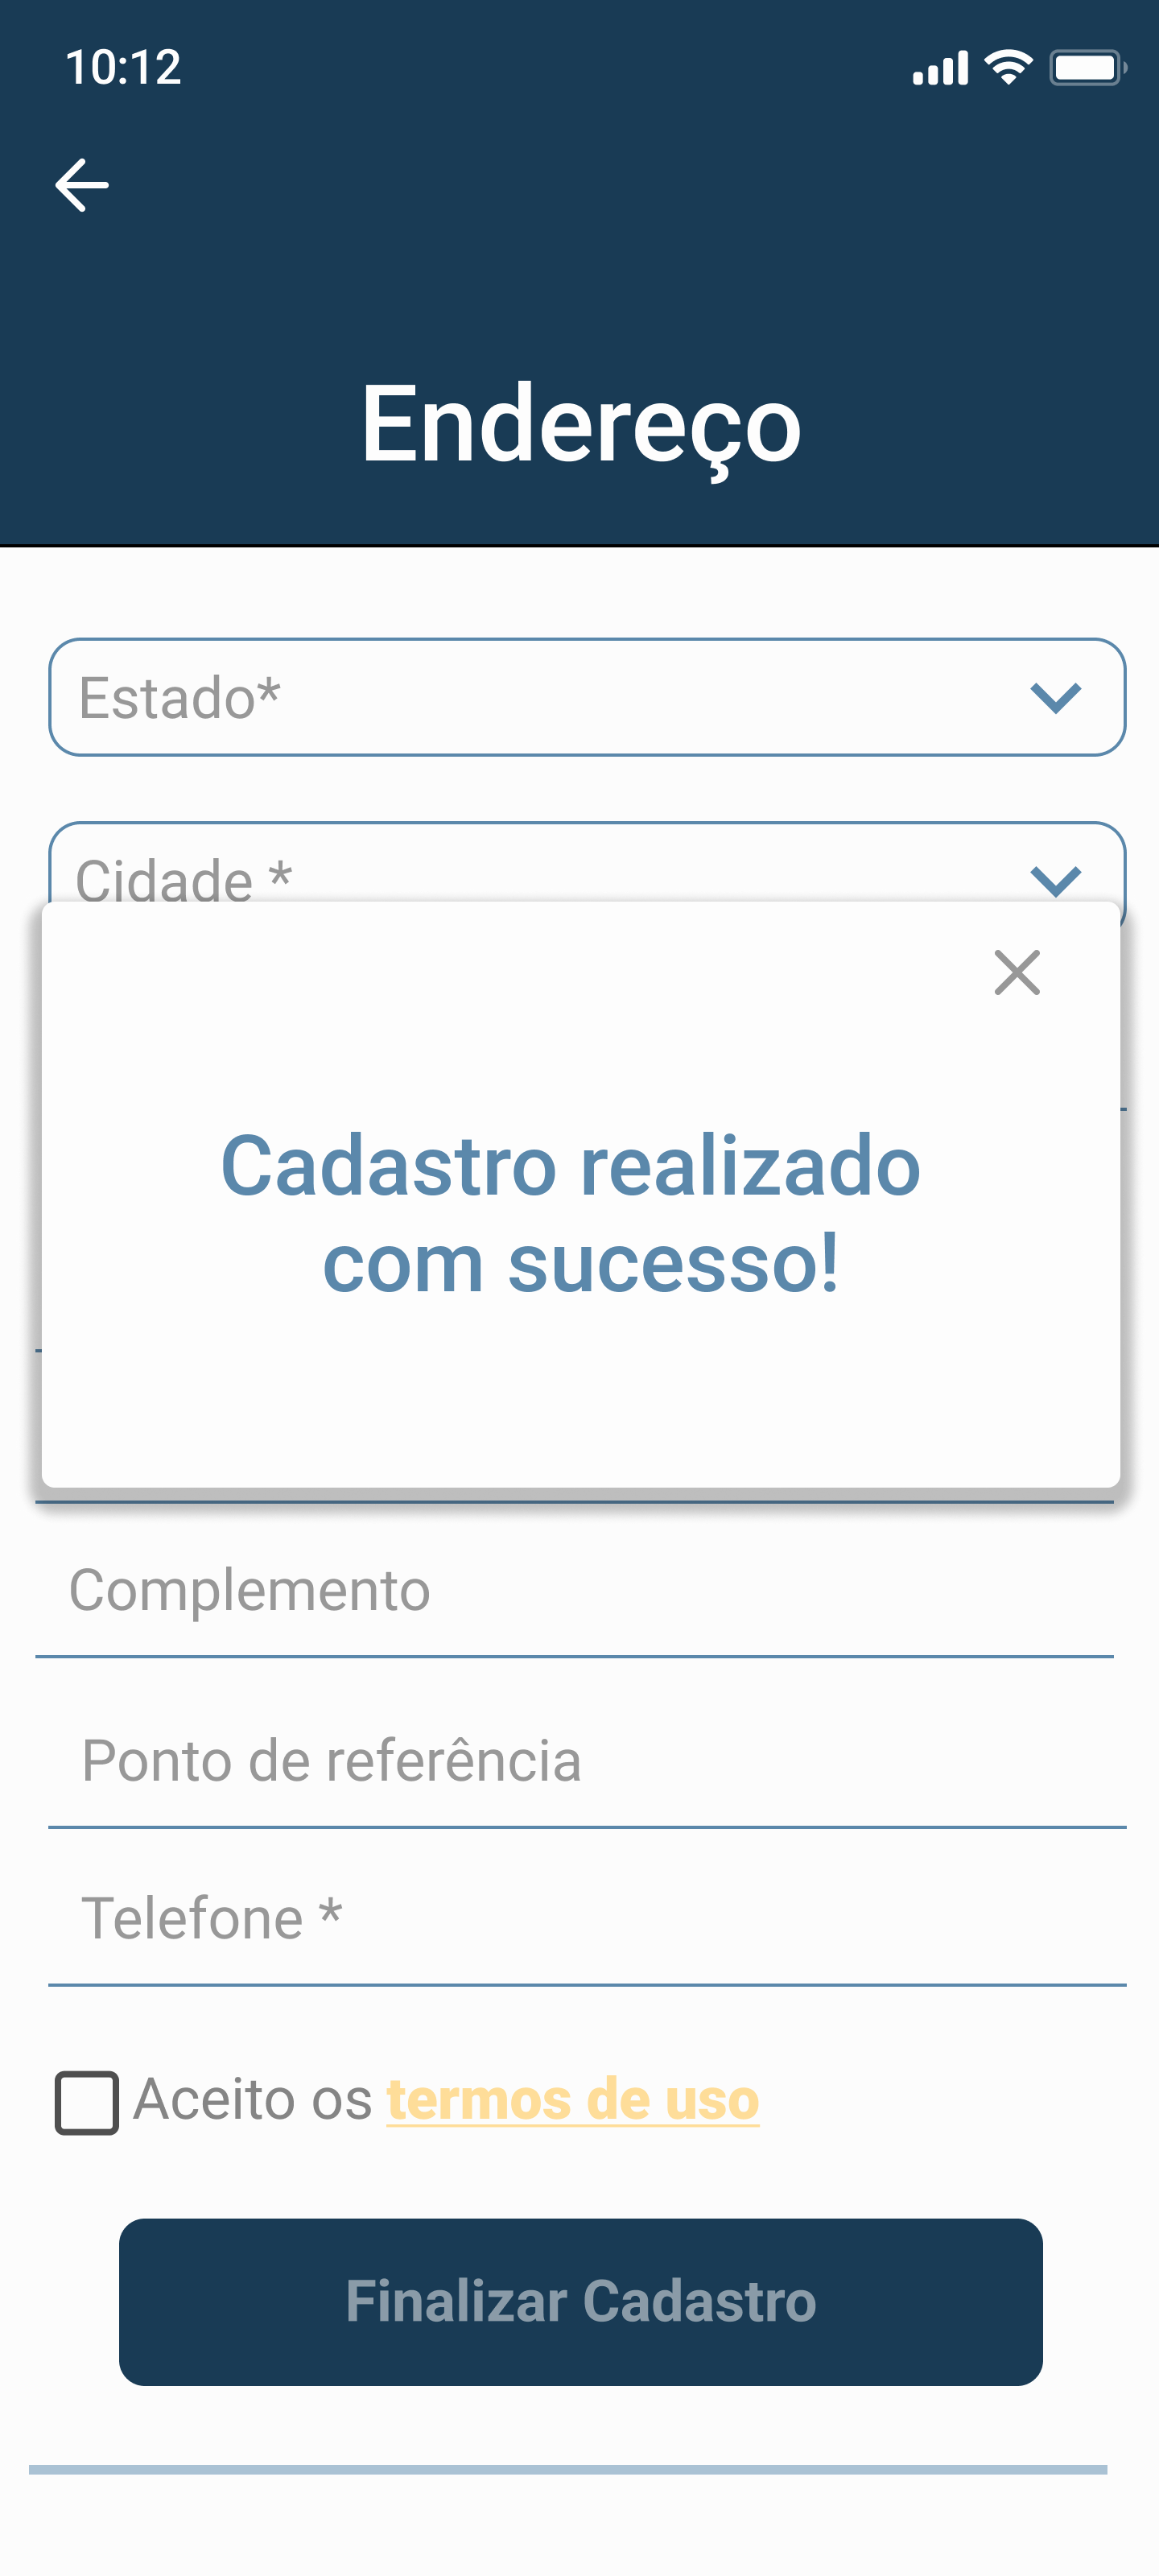 10:12
Endereço
Estado*
Cidade *
Cadastro realizado
com sucesso!
Complemento
Ponto de referência
Telefone *
Aceito os termos de uso
Finalizar Cadastro